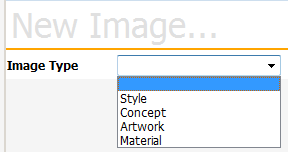 New Image...
Image Type
Style
Concept
Artwork
Material